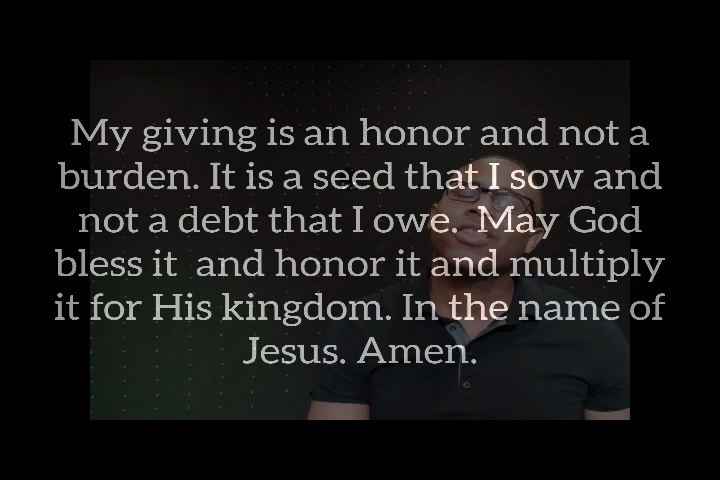 My giving is an honor and not a
burden. It is a seed that I sow and
not a debt that I owe. May God
bless it and honor it and multiply
it for His kingdom. In the name of
Jesus. Amen.